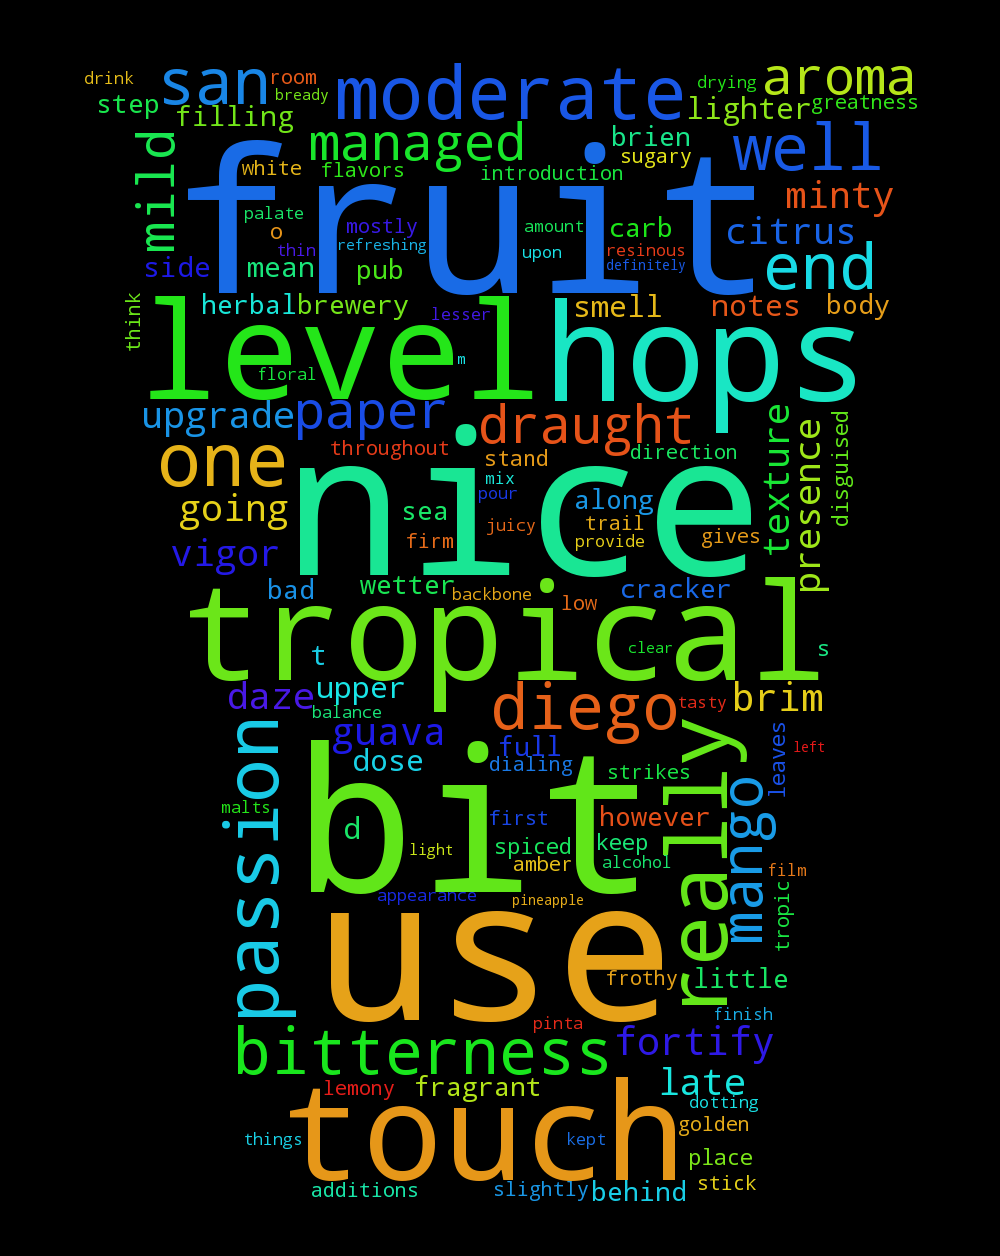 drink
san
room
moderate
drying
aroma
step
filling
bready
lighter
greatness
mild
managed
brien
well
white
flavors
introduction
sugary
minty
fruit
palate
o
mostly
amount
carb
citrus
thin
refreshing
upon
resinous
definitely
side
mean
pub
end
think
herbal
brewery
lesser
smell
notes
body
level
hops
m
floral
upgrade
paper
draught
texture
presence
disguised
one
throughout
stand
direction
nice
mix
going
pour
along
sea
juicy
trail
vigor
firm
provide
gives
bad
wetter
backbone
low
cracker
tropical
t
clear
s
daze
upper
diego
tasty
brim
balance
guava
full
really
leaves
left
dose
dialing
strikes
passion
bit
mango
malts
d
first
however
light
spiced
keep
amber
alcohol
film
appearance
pineapple
tropic
use
frothy
little
finish
pinta
bitterness
fortify
lemony
fragrant
late
touch
dotting
golden
things
kept
place
additions
slightly
behind
stick